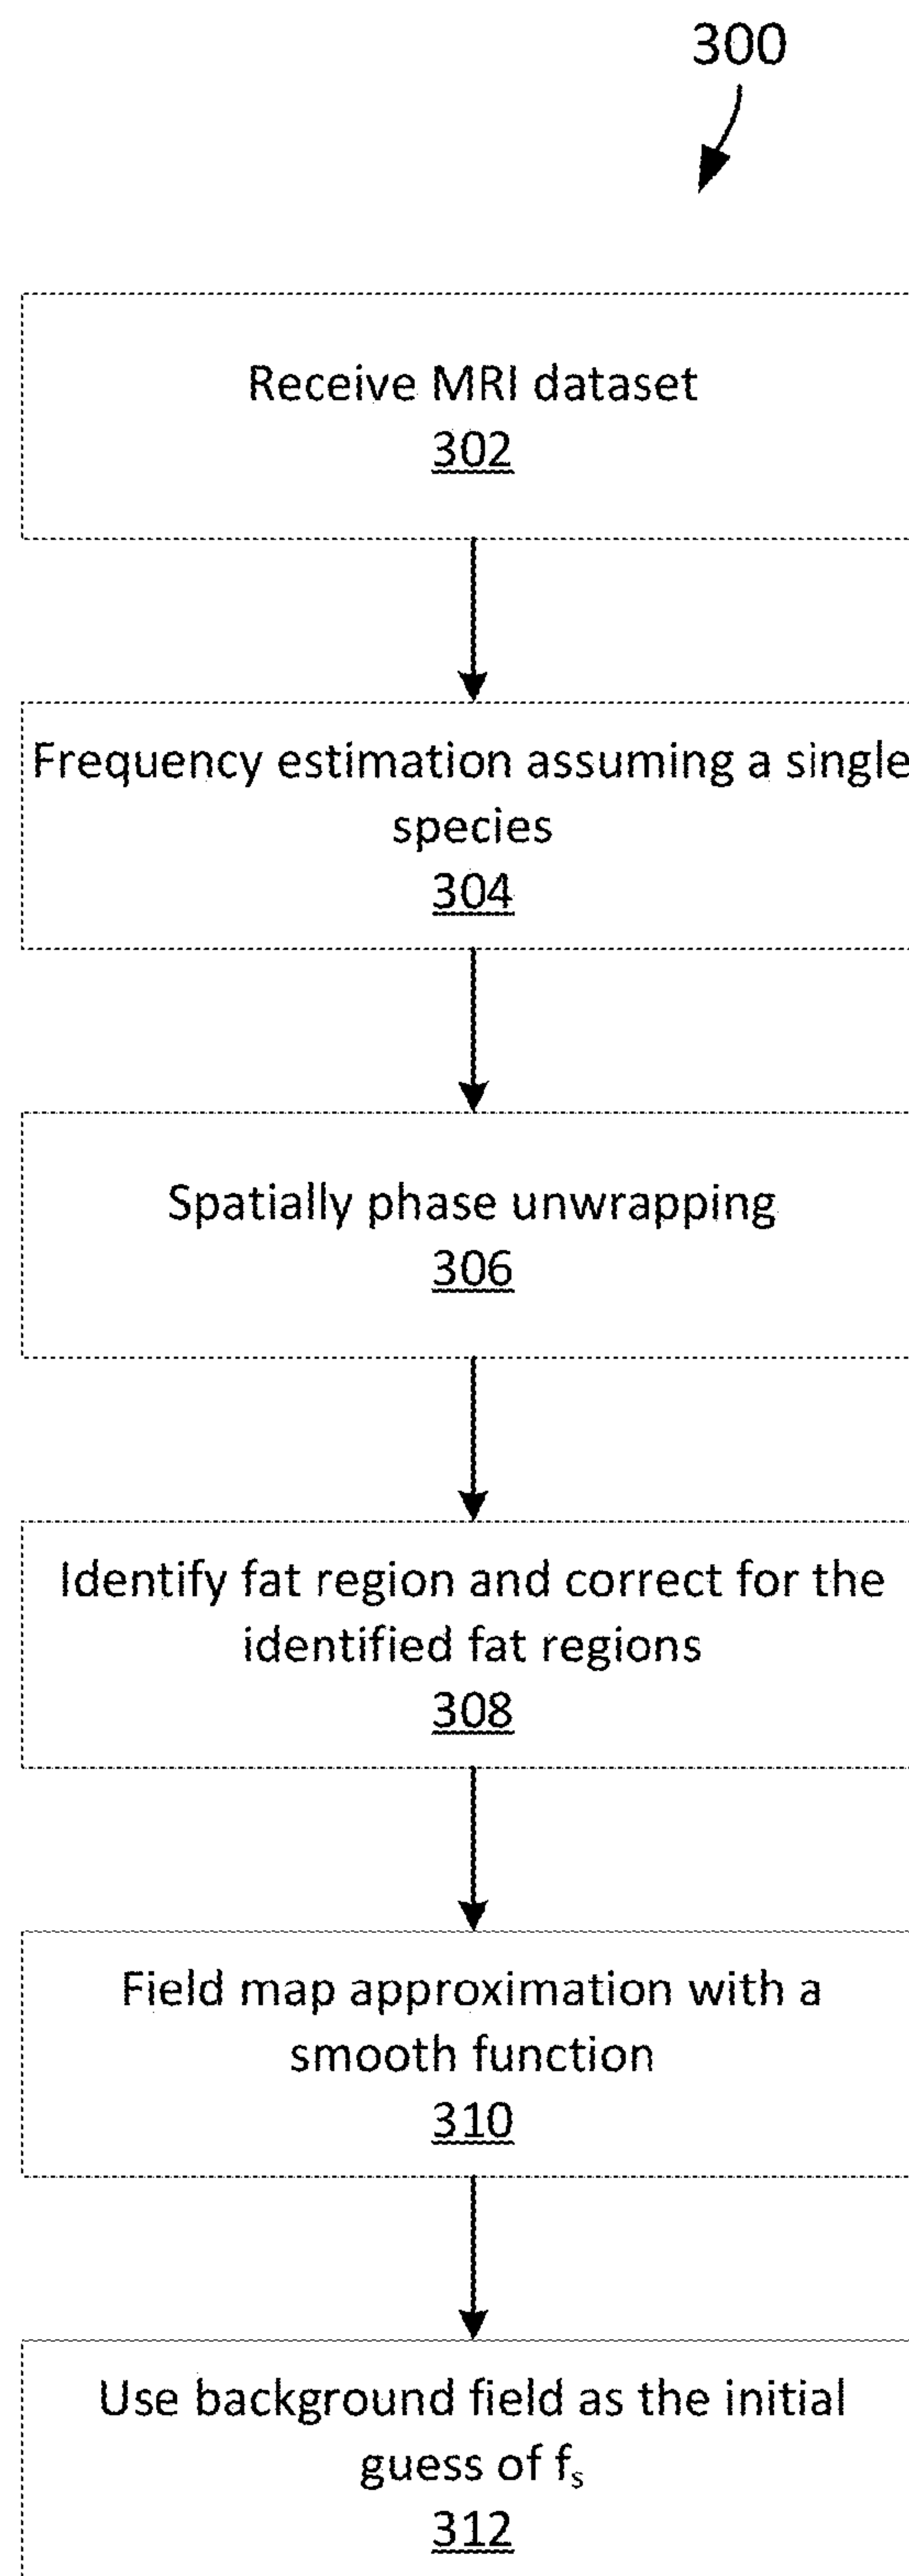 300
Receive MRI dataset
302
Frequency estimation assuming a single
species
304
Spatially phase unwrapping
306
Identify fat region and correct for the
identified fat regions
308
Field map approximation with a
smooth function
310
Use background field as the initial
guess of fₛ
312